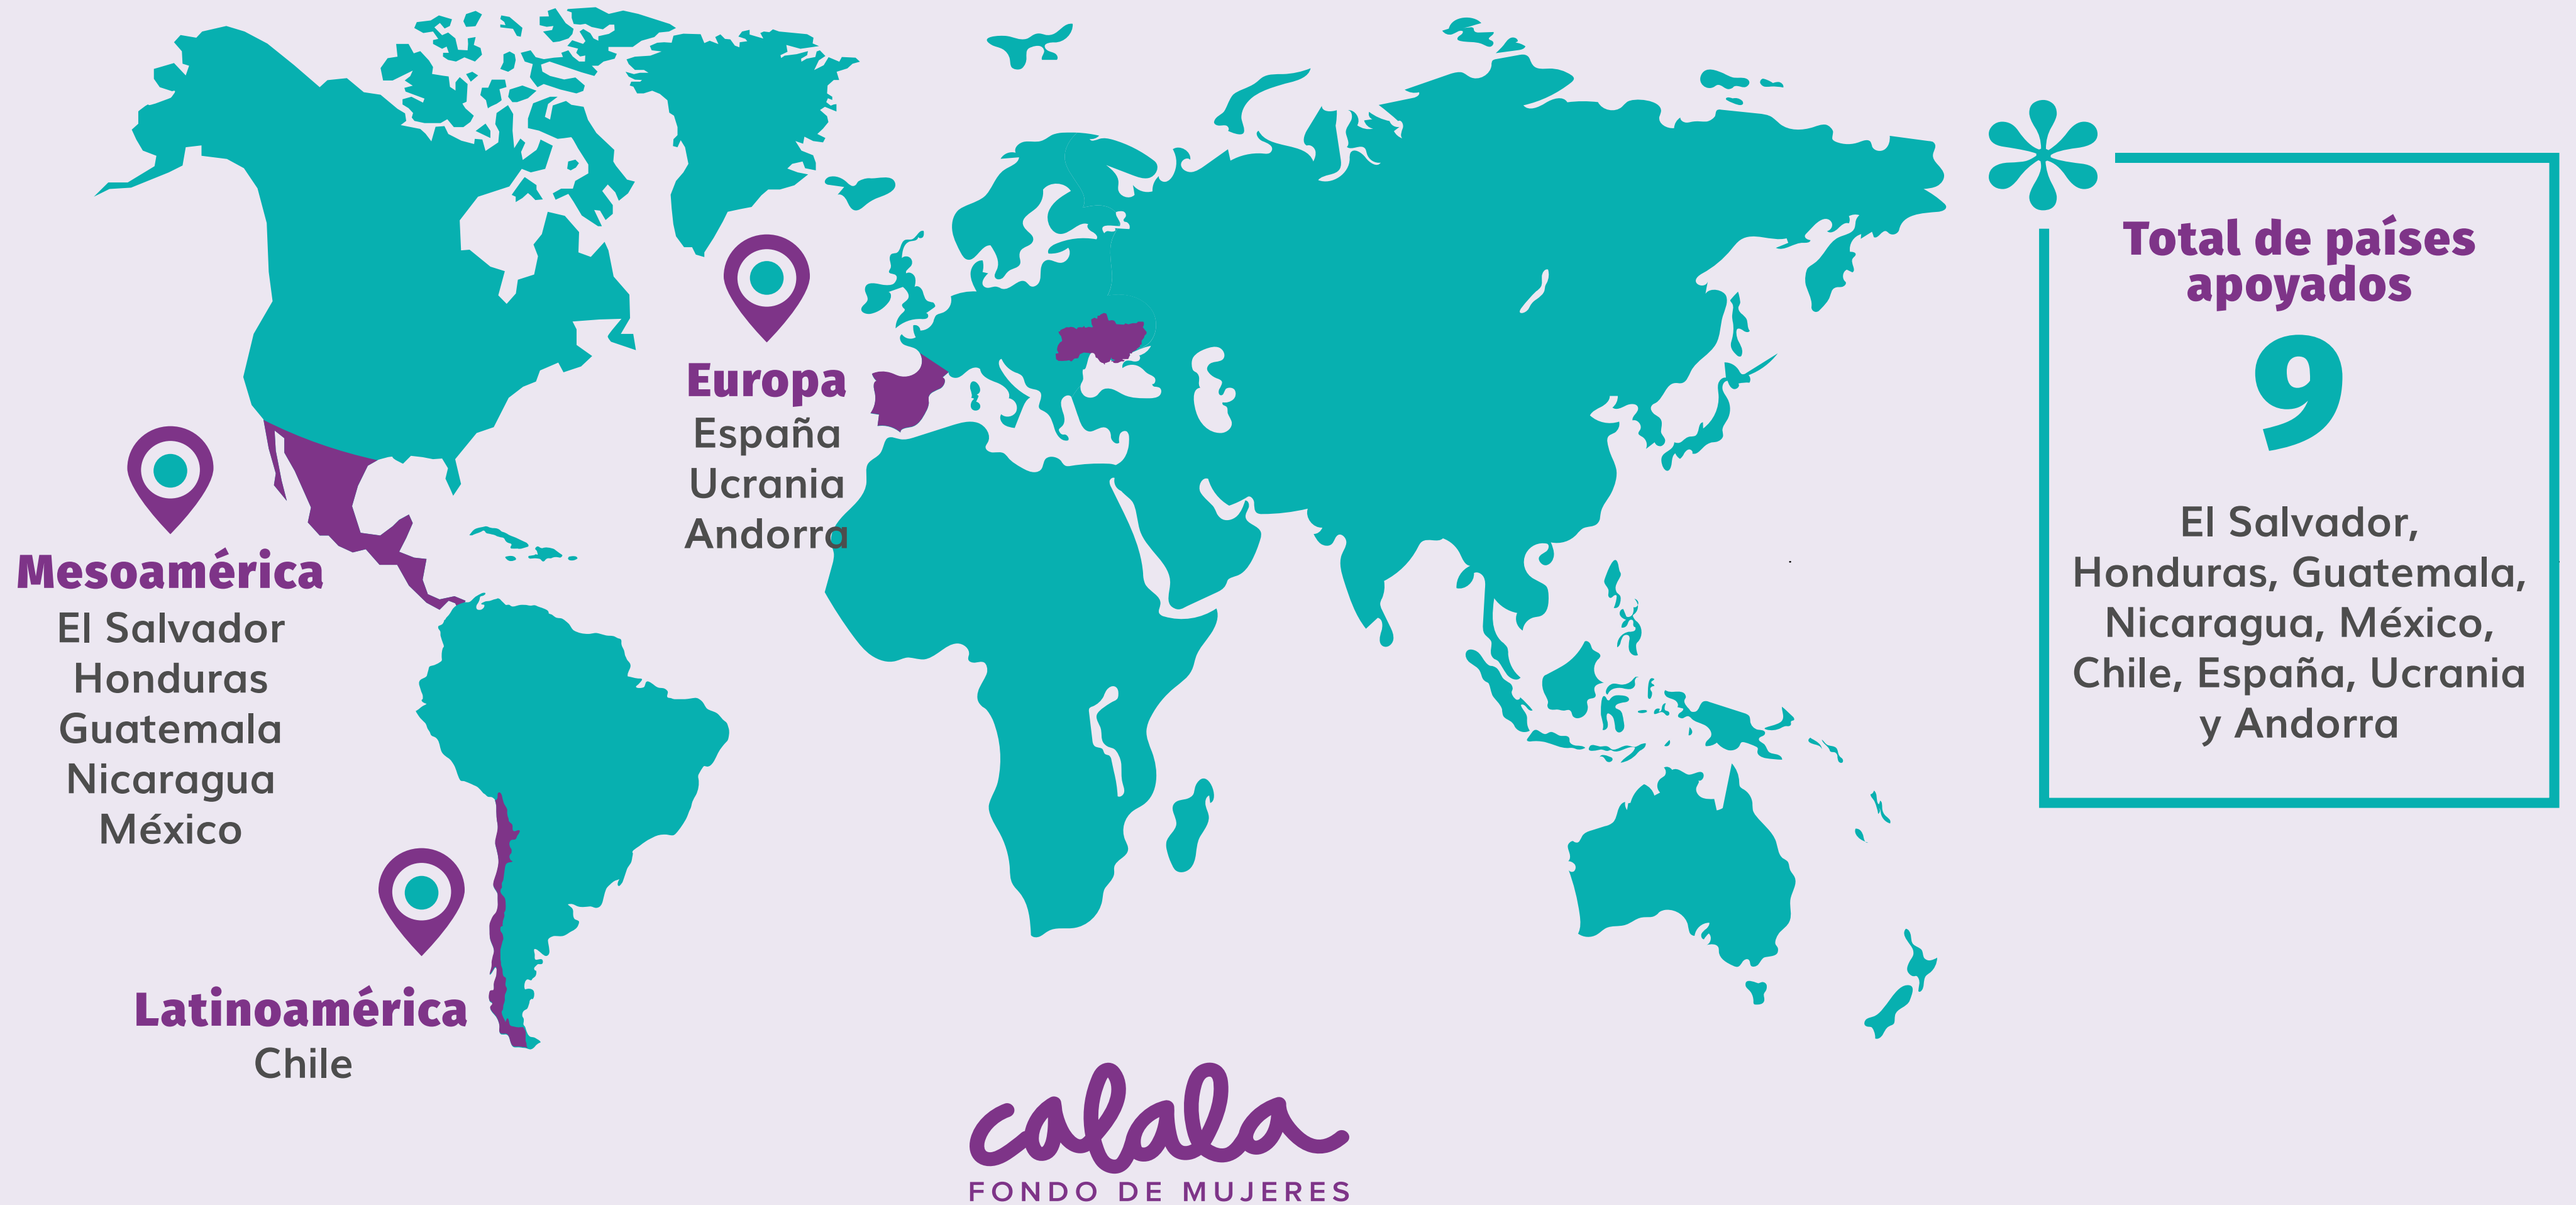 Europa
España
Ucrania
Andorra
Mesoamérica
El Salvador
Honduras
Guatemala
Nicaragua
México
Latinoamérica
Chile
Total de países
apoyados
9
El Salvador,
Honduras, Guatemala,
Nicaragua, México,
Chile, España, Ucrania
y Andorra
calala
FONDO DE MUJERES